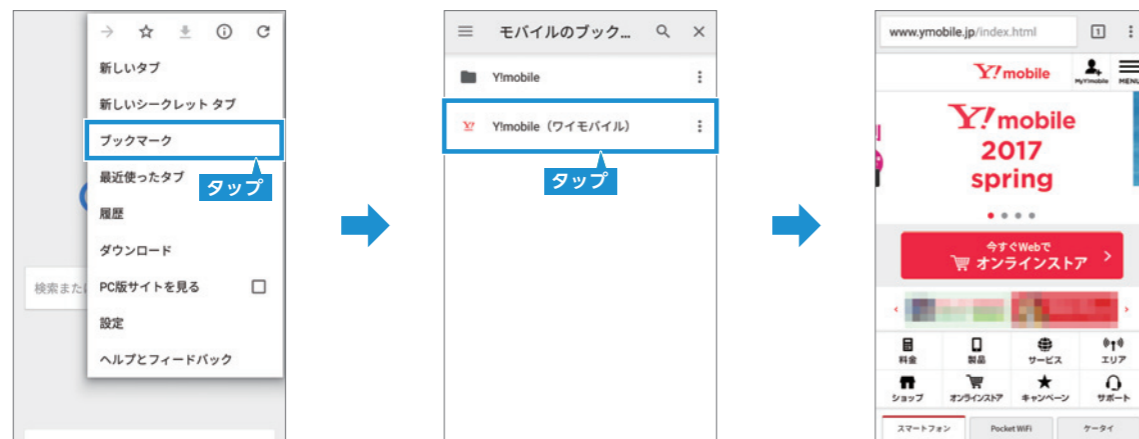 新しいタブ
新しいシークレット タブ
ブックマーク
最近使ったタブ
タップ
履歴
ダウンロード
検索また
PC版サイトを見る
設定
ヘルプとフィードバック
モバイルのブック...
Y!mobile
Y! Y!mobile（ワイモバイル）
タップ
www.ymobile.jp/index.html 1
Y!mobile
My Y!mobile MENU
Y!mobile
2017
spring
今すぐWebで
オンラインストア
料金 製品 サービス エリア
ショップ オンラインストア キャンペーン サポート
スマートフォン Pocket WiFi ケータイ